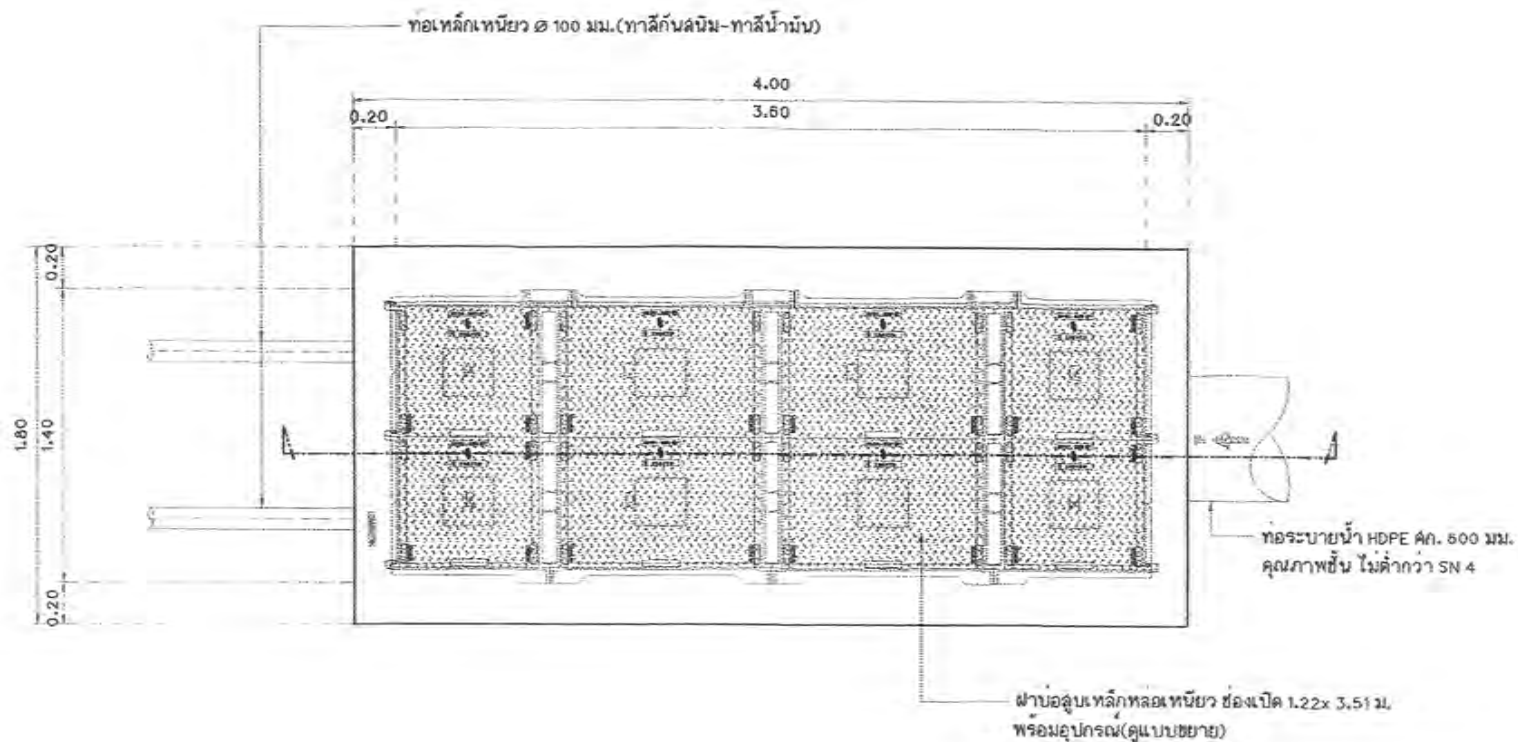 ท่อเหล็กเหนียว Ø 100 มม.(ทาสีกันสนิม-ทาสีน้ำมัน)
4.00
0.20
3.60
0.20
0.20
1.80
1.40
0.20
ท่อระบายน้ำ HDPE ศก. 600 มม.
คุณภาพชั้น ไม่ต่ำกว่า SN 4
ฝาบ่อสูบเหล็กหล่อเหนียว ช่องเปิด 1.22x 3.51 ม.
พร้อมอุปกรณ์(ดูแบบขยาย)